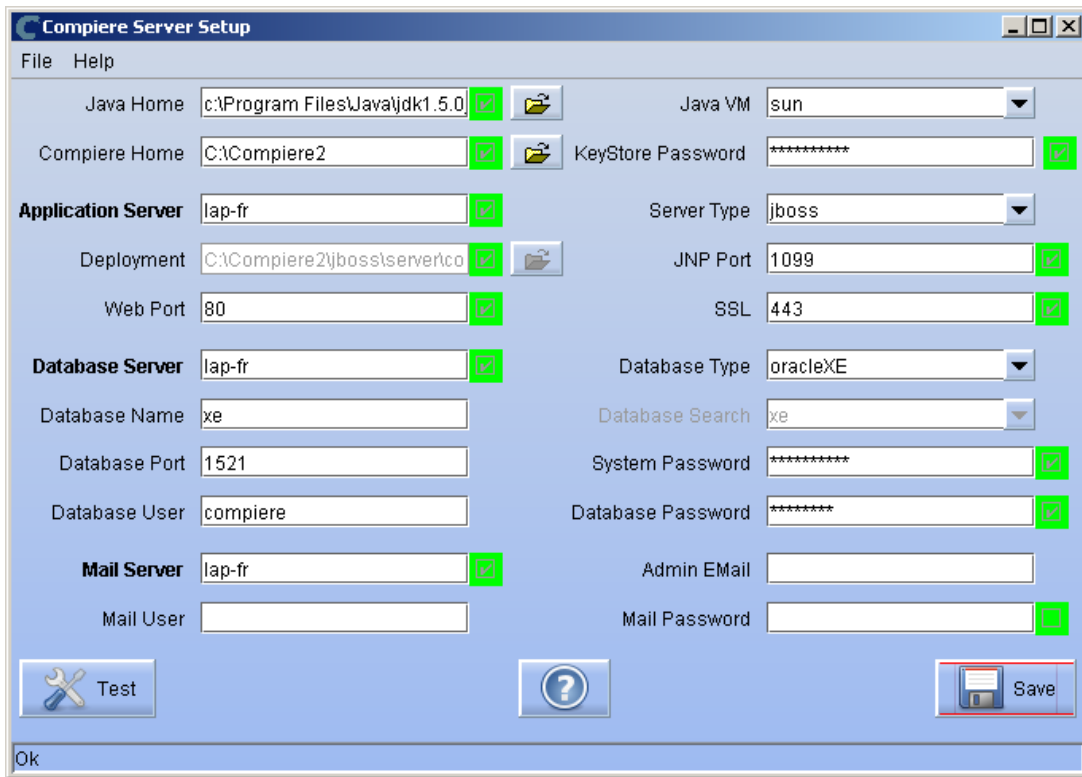 Compiere Server Setup
File Help
Java Home c:\Program Files\Java\jdk1.5.0_ Java VM sun
Compiere Home C:\Compiere2 KeyStore Password **********
Application Server lap-fr Server Type jboss
Deployment C:\Compiere2\jboss\server\co JNP Port 1099
Web Port 80 SSL 443
Database Server lap-fr Database Type oracleXE
Database Name xe Database Search xe
Database Port 1521 System Password **********
Database User compiere Database Password ********
Mail Server lap-fr Admin EMail
Mail User Mail Password
Test ? Save
Ok